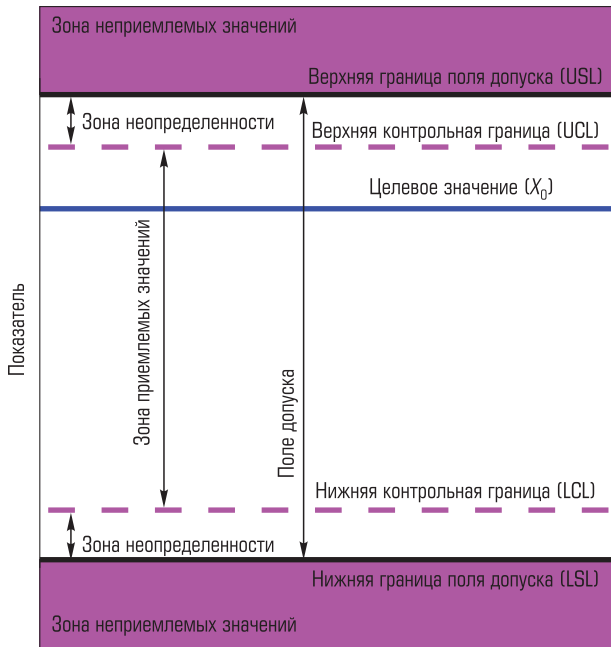 Зона неприемлемых значений
Верхняя граница поля допуска (USL)
Зона неопределенности
Верхняя контрольная граница (UCL)
Целевое значение (X₀)
Показатель
Зона приемлемых значений
Поле допуска
Нижняя контрольная граница (LCL)
Зона неопределенности
Нижняя граница поля допуска (LSL)
Зона неприемлемых значений